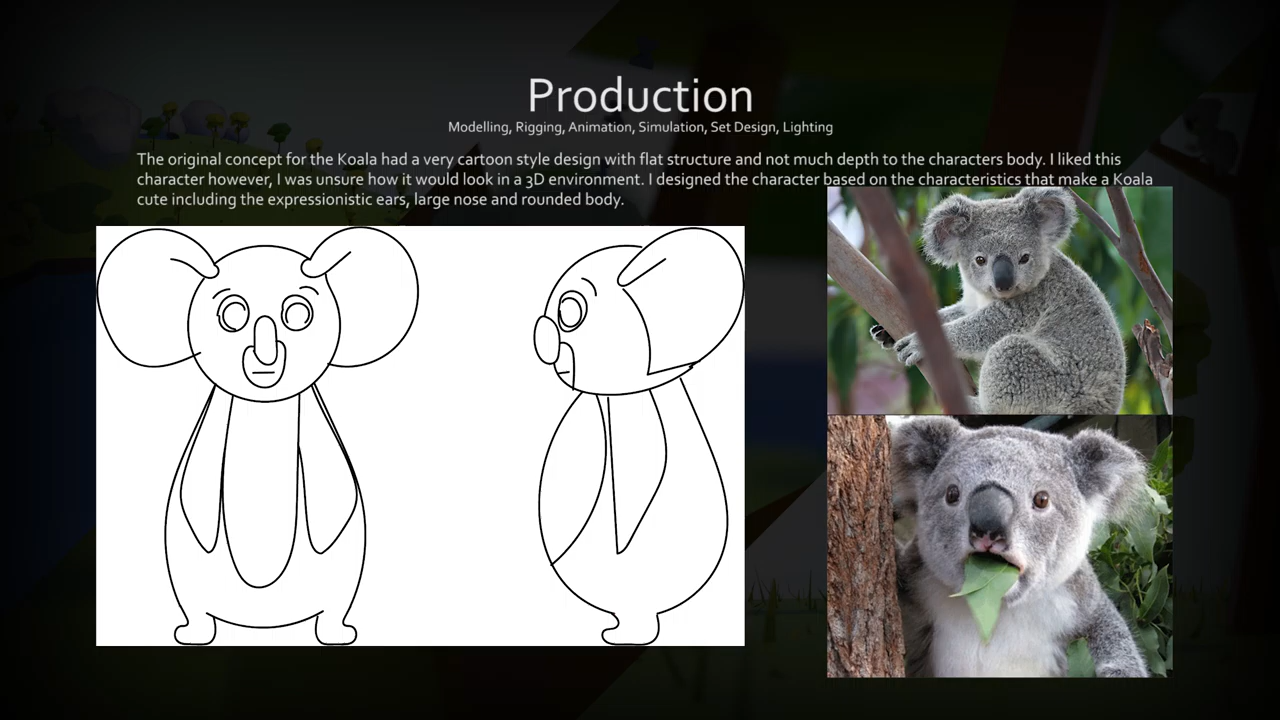 Production
Modelling, Rigging, Animation, Simulation, Set Design, Lighting
The original concept for the Koala had a very cartoon style design with flat structure and not much depth to the characters body. I liked this
character however, I was unsure how it would look in a 3D environment. I designed the character based on the characteristics that make a Koala
cute including the expressionistic ears, large nose and rounded body.